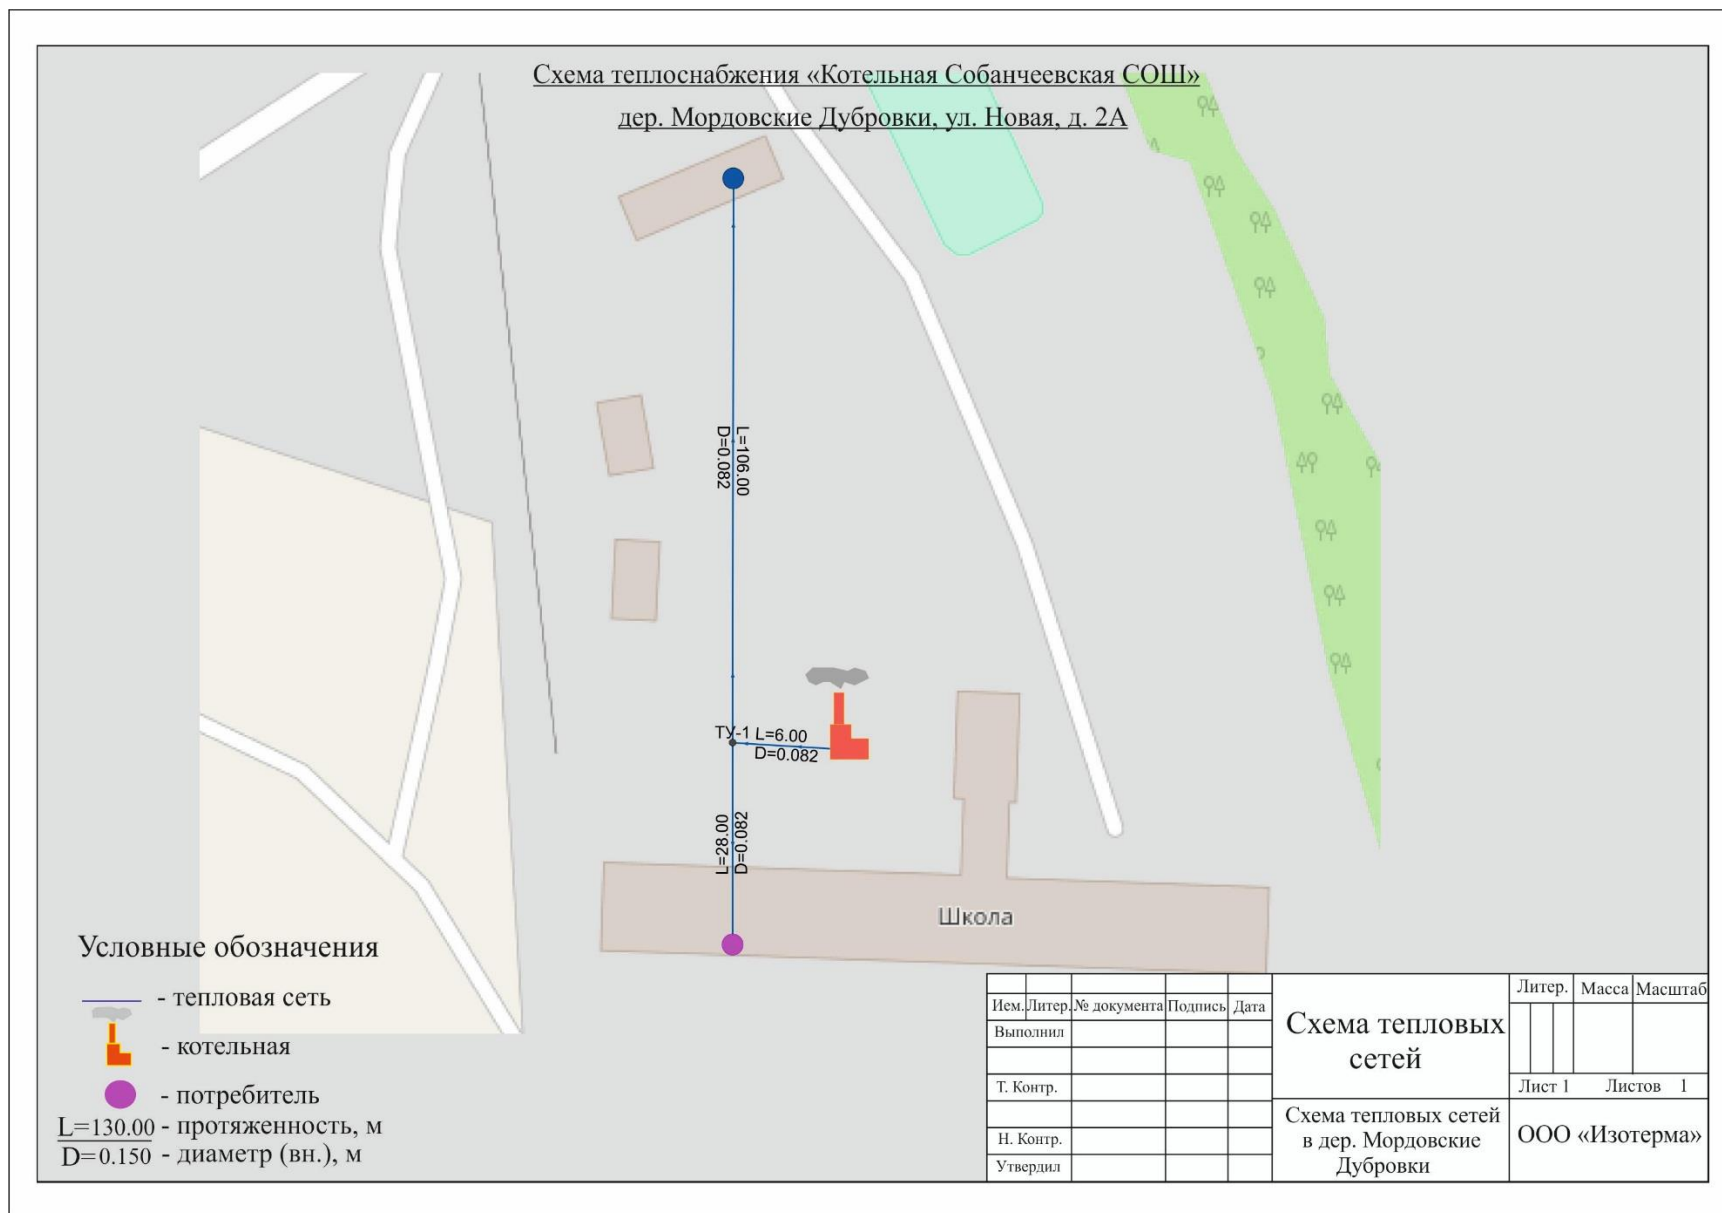 Схема теплоснабжения «Котельная Собанчеевская СОШ»
дер. Мордовские Дубровки, ул. Новая, д. 2А
L=106.00
D=0.082
ТУ-1 L=6.00
D=0.082
L=28.00
D=0.082
Школа
Условные обозначения
- тепловая сеть
- котельная
- потребитель
L=130.00 - протяженность, м
D=0.150 - диаметр (вн.), м
Ием. Литер. № документа Подпись Дата
Выполнил
Т. Контр.
Н. Контр.
Утвердил
Схема тепловых
сетей
Схема тепловых сетей
в дер. Мордовские
Дубровки
Литер. Масса Масштаб
Лист 1 Листов 1
ООО «Изотерма»